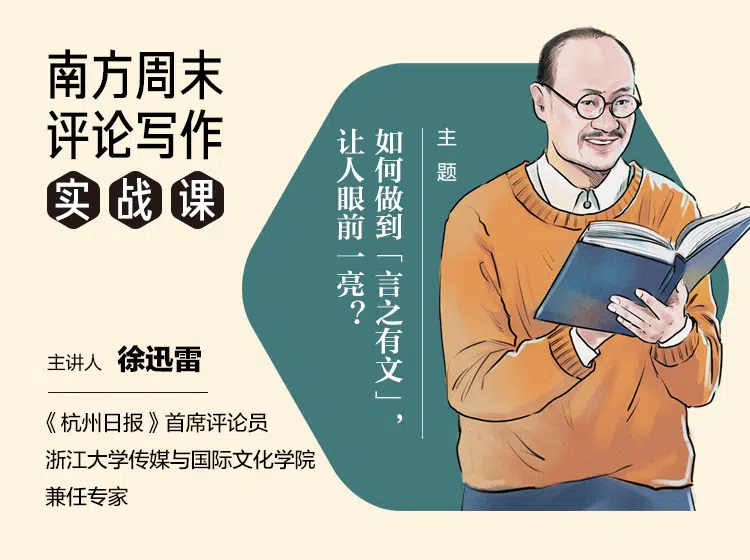 南方周末
评论写作
实战课
主题
如何做到「言之有文」，
让人眼前一亮？
主讲人 徐迅雷
《杭州日报》首席评论员
浙江大学传媒与国际文化学院
兼任专家